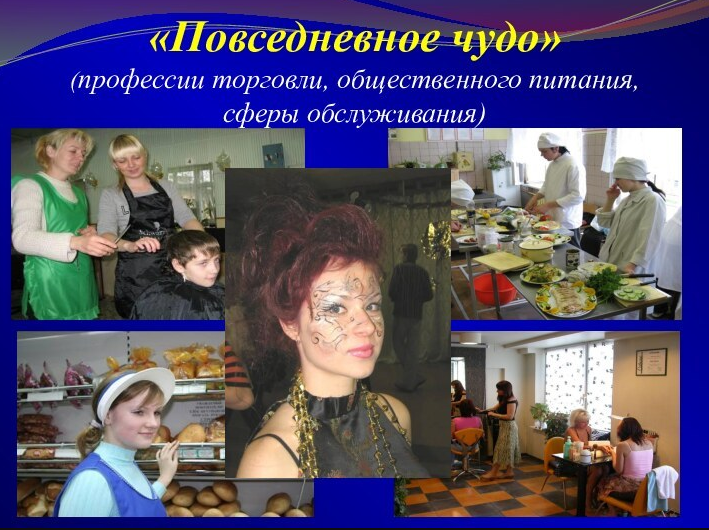 «Повседневное чудо»
(профессии торговли, общественного питания,
сферы обслуживания)